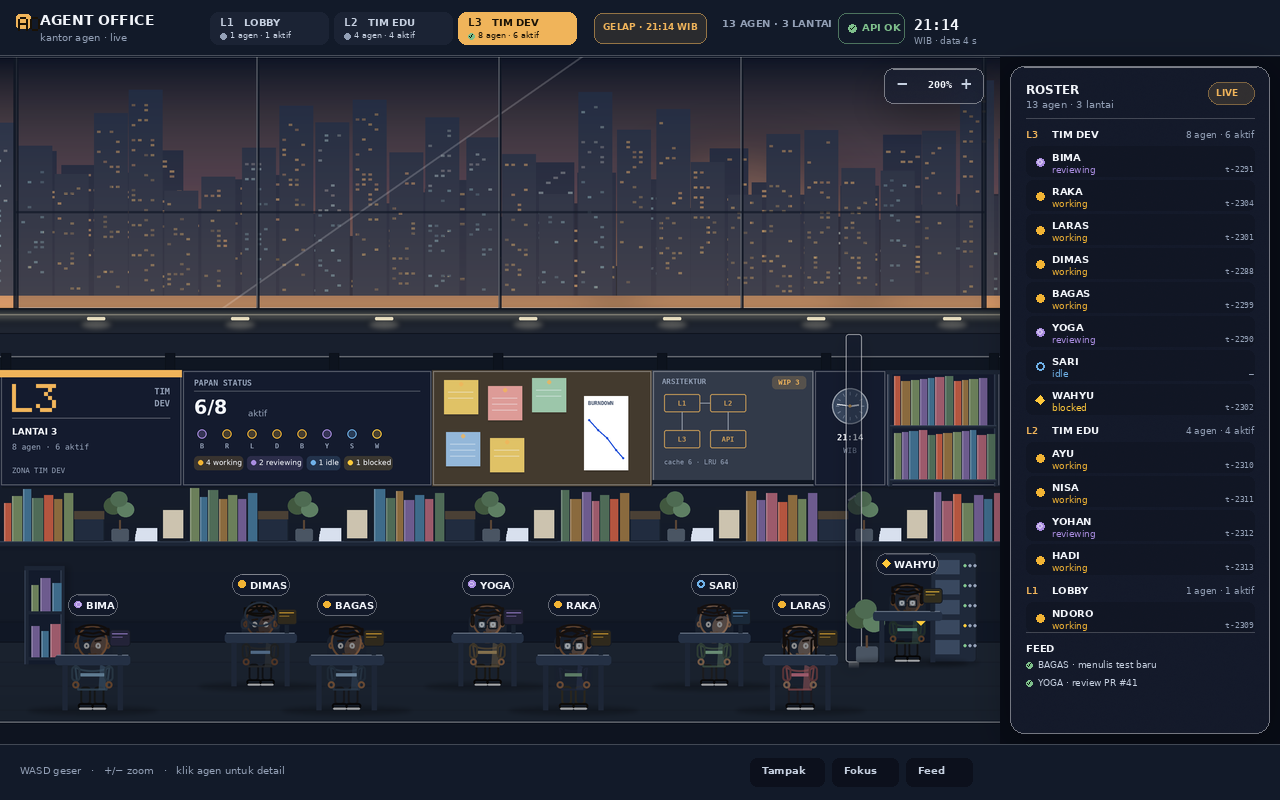 AGENT OFFICE
kantor agen · live
L1 LOBBY
1 agen · 1 aktif
L2 TIM EDU
4 agen · 4 aktif
L3 TIM DEV
8 agen · 6 aktif
GELAP · 21:14 WIB
13 AGEN · 3 LANTAI
API OK
21:14
WIB · data 4 s
− 200% +
L3
TIM DEV
LANTAI 3
8 agen · 6 aktif
ZONA TIM DEV
PAPAN STATUS
6/8 aktif
B R L D B Y S W
4 working 2 reviewing 1 idle 1 blocked
BURNDOWN
ARSITEKTUR
WIP 3
L1 L2
L3 API
cache 6 · LRU 64
21:14
WIB
BIMA
DIMAS
BAGAS
YOGA
RAKA
SARI
LARAS
WAHYU
ROSTER
13 agen · 3 lantai
LIVE
L3 TIM DEV 8 agen · 6 aktif
BIMA
reviewing t-2291
RAKA
working t-2304
LARAS
working t-2301
DIMAS
working t-2288
BAGAS
working t-2299
YOGA
reviewing t-2290
SARI
idle —
WAHYU
blocked t-2302
L2 TIM EDU 4 agen · 4 aktif
AYU
working t-2310
NISA
working t-2311
YOHAN
reviewing t-2312
HADI
working t-2313
L1 LOBBY 1 agen · 1 aktif
NDORO
working t-2309
FEED
BAGAS · menulis test baru
YOGA · review PR #41
WASD geser · +/− zoom · klik agen untuk detail
Tampak
Fokus
Feed